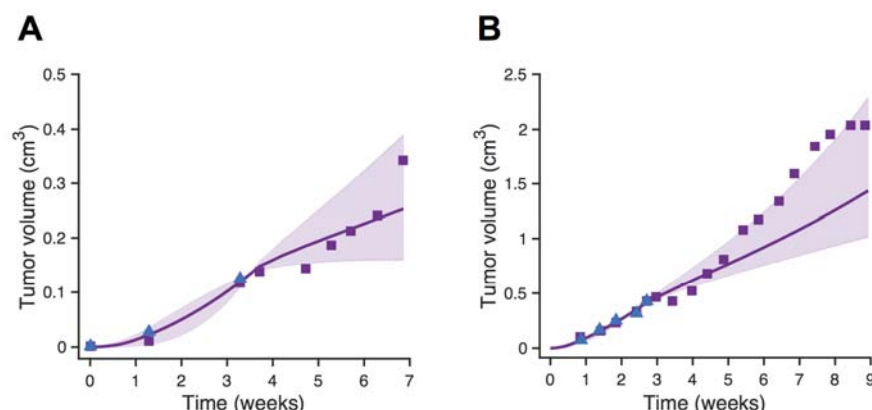 A
B
Tumor volume (cm³)
0.5
0.4
0.3
0.2
0.1
0
0 1 2 3 4 5 6 7
Time (weeks)
Tumor volume (cm³)
2.5
2
1.5
1
0.5
0
0 1 2 3 4 5 6 7 8 9
Time (weeks)